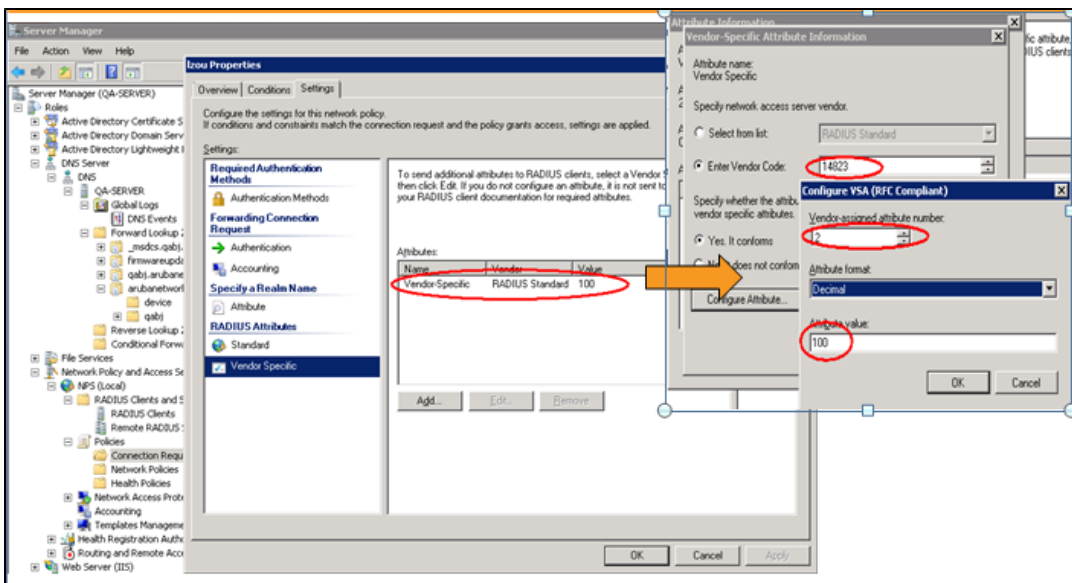 Server Manager
File Action View Help
Server Manager (QA-SERVER)
Roles
Active Directory Certificate S
Active Directory Domain Serv
Active Directory Lightweight
DNS Server
DNS
QA-SERVER
Global Logs
DNS Events
Forward Lookup
_msdcs.qabj.
firmwareupda
qabj.arubane
arubanetworl
device
qabj
Reverse Lookup
Conditional Forw
File Services
Network Policy and Access Se
NPS (Local)
RADIUS Clients and S
RADIUS Clients
Remote RADIUS
Policies
Connection Requ
Network Policies
Health Policies
Network Access Prot
Accounting
Templates Manageme
Health Registration Auth
Routing and Remote Acce
Web Server (IIS)
Izou Properties
Overview Conditions Settings
Configure the settings for this network policy.
If conditions and constraints match the connection request and the policy grants access, settings are applied.
Settings:
Required Authentication
Methods
Authentication Methods
Forwarding Connection
Request
Authentication
Accounting
Specify a Realm Name
Attribute
RADIUS Attributes
Standard
Vendor Specific
To send additional attributes to RADIUS clients, select a Vendor S
then click Edit. If you do not configure an attribute, it is not sent to
your RADIUS client documentation for required attributes.
Attributes:
Name Vendor Value
Vendor-Specific RADIUS Standard 100
Add... Edit... Remove
OK Cancel Apply
Attribute Information
fic attribute,
DIUS clients
Vendor-Specific Attribute Information
Attribute name:
Vendor Specific
Specify network access server vendor.
Select from list: RADIUS Standard
Enter Vendor Code: 14823
Specify whether the attribu
vendor specific attributes.
Yes. It conforms
does not conform
Configure Attribute...
Configure VSA (RFC Compliant)
Vendor-assigned attribute number:
2
Attribute format:
Decimal
Attribute value:
100
OK Cancel